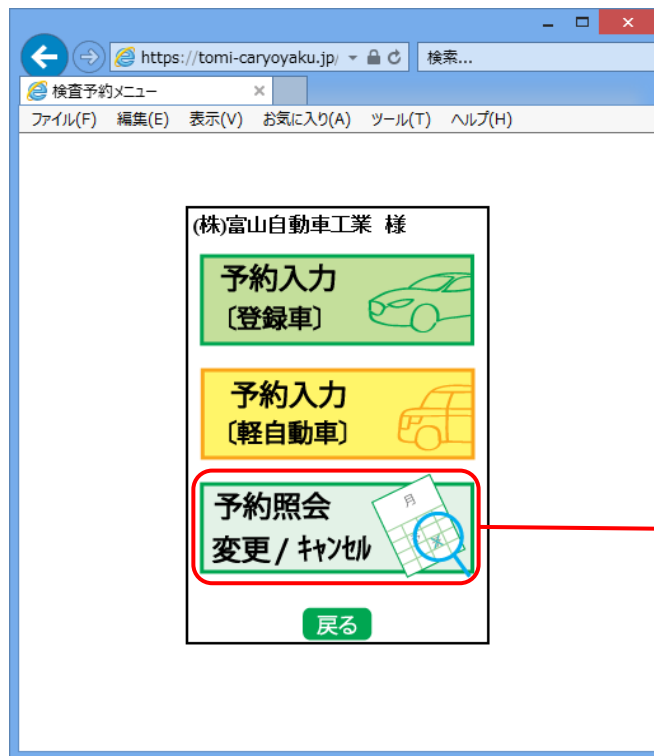 https://tomi-caryoyaku.jp/
検索...
検査予約メニュー
ファイル(F) 編集(E) 表示(V) お気に入り(A) ツール(T) ヘルプ(H)
(株)富山自動車工業 様
予約入力
〔登録車〕
予約入力
〔軽自動車〕
予約照会
変更 / キャンセル
月
戻る